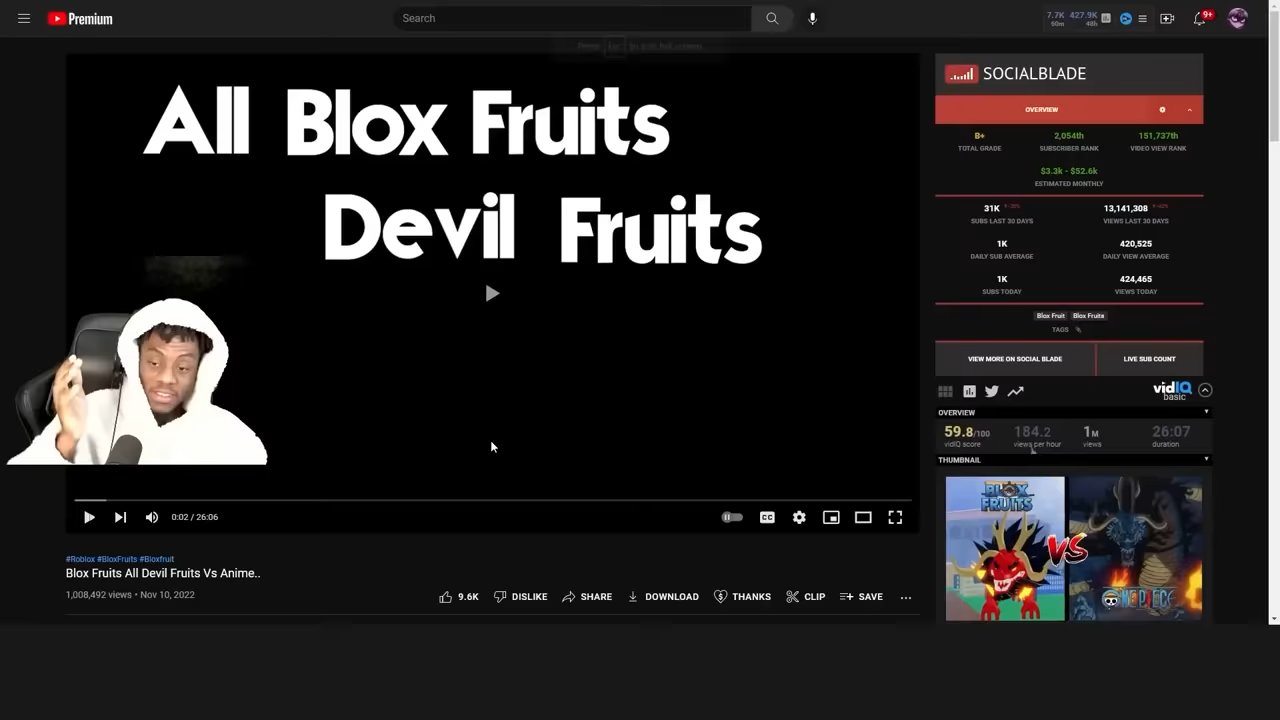 Premium
Search
7.7K 427.9K
60m 48h
9+
All Blox Fruits
Devil Fruits
0:02 / 26:06
CC
#Roblox #BloxFruits #Bloxfruit
Blox Fruits All Devil Fruits Vs Anime..
1,008,492 views • Nov 10, 2022
9.6K DISLIKE SHARE DOWNLOAD THANKS CLIP SAVE ...
SOCIALBLADE
OVERVIEW
B+ 2,054th 151,737th
TOTAL GRADE SUBSCRIBER RANK VIDEO VIEW RANK
$3.3k - $52.6k
ESTIMATED MONTHLY
31K 13,141,308
SUBS LAST 30 DAYS VIEWS LAST 30 DAYS
1K 420,525
DAILY SUB AVERAGE DAILY VIEW AVERAGE
1K 424,465
SUBS TODAY VIEWS TODAY
Blox Fruit Blox Fruits
TAGS
VIEW MORE ON SOCIAL BLADE LIVE SUB COUNT
vidIQ
basic
OVERVIEW
59.8/100 184.2 1M 26:07
vidIQ score views per hour views duration
THUMBNAIL
BLOX
FRUITS
VS
ONE PIECE